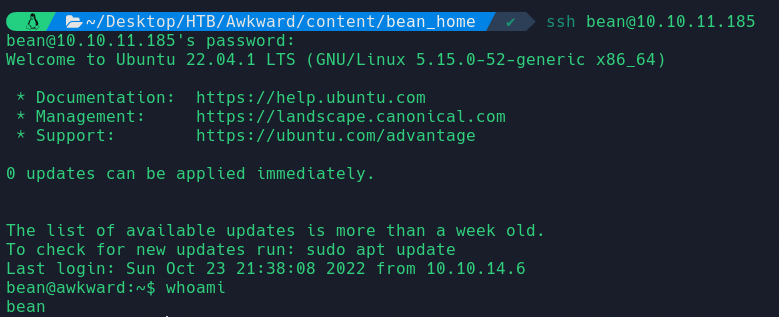 ~/Desktop/HTB/Awkward/content/bean_home ✔ ssh bean@10.10.11.185
bean@10.10.11.185's password:
Welcome to Ubuntu 22.04.1 LTS (GNU/Linux 5.15.0-52-generic x86_64)
* Documentation:  https://help.ubuntu.com
* Management:     https://landscape.canonical.com
* Support:        https://ubuntu.com/advantage
0 updates can be applied immediately.
The list of available updates is more than a week old.
To check for new updates run: sudo apt update
Last login: Sun Oct 23 21:38:08 2022 from 10.10.14.6
bean@awkward:~$ whoami
bean